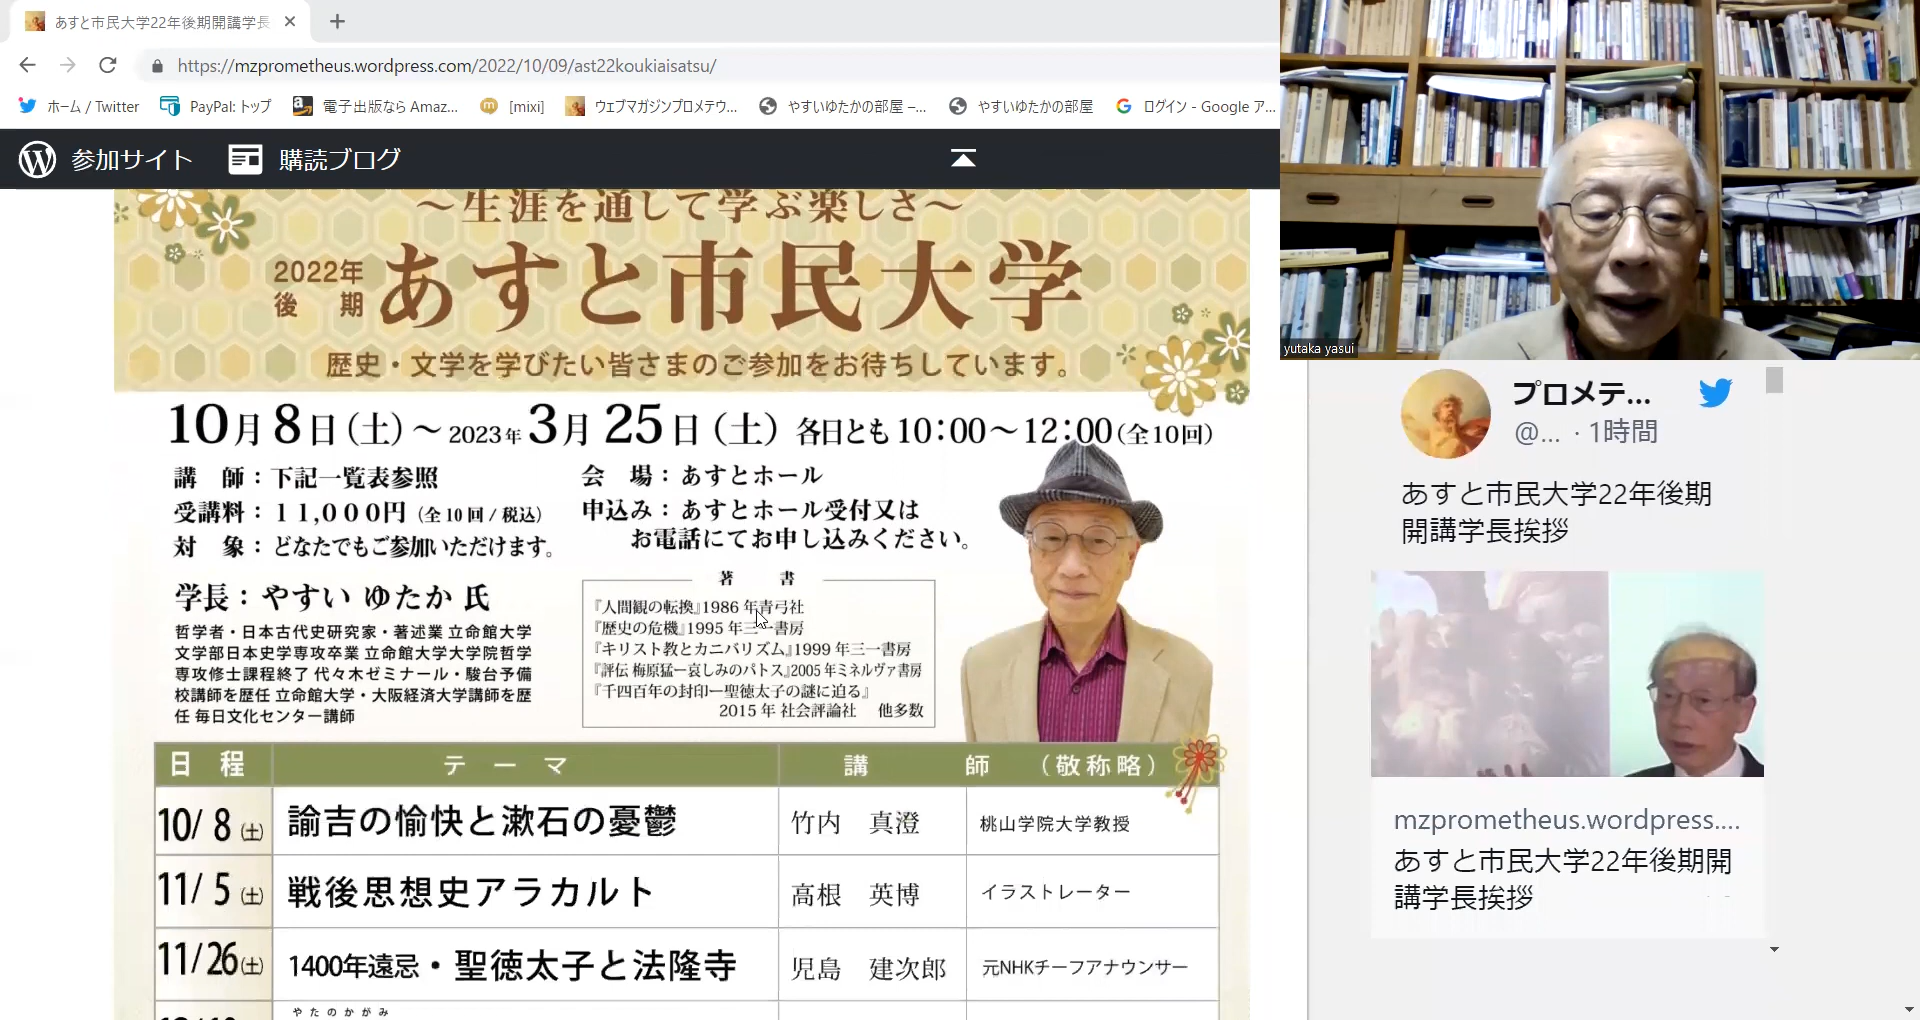 あすと市民大学22年後期開講学長
https://mzprometheus.wordpress.com/2022/10/09/ast22koukiaisatsu/
ホーム / Twitter
PayPal: トップ
電子出版なら Amaz...
[mixi]
ウェブマガジンプロメテウ...
やすいゆたかの部屋 –...
やすいゆたかの部屋
ログイン - Google ア...
参加サイト
購読ブログ
～生涯を通して学ぶ楽しさ～
2022年
後 期
あすと市民大学
歴史・文学を学びたい皆さまのご参加をお待ちしています。
10月8日(土)～2023年3月25日(土) 各日とも10:00～12:00(全10回)
講 師：下記一覧表参照
受講料：11,000円(全10回/税込)
対 象：どなたでもご参加いただけます。
会 場：あすとホール
申込み：あすとホール受付又は
お電話にてお申し込みください。
学長：やすい ゆたか 氏
哲学者・日本古代史研究家・著述業 立命館大学
文学部日本史学専攻卒業 立命館大学大学院哲学
専攻修士課程終了 代々木ゼミナール・駿台予備
校講師を歴任 立命館大学・大阪経済大学講師を歴
任 毎日文化センター講師
著 書
『人間観の転換』1986年青弓社
『歴史の危機』1995年三一書房
『キリスト教とカニバリズム』1999年三一書房
『評伝 梅原猛ー哀しみのパトス』2005年ミネルヴァ書房
『千四百年の封印ー聖徳太子の謎に迫る』
2015年 社会評論社 他多数
日 程 テ ー マ 講 師 (敬称略)
10/ 8(土) 諭吉の愉快と漱石の憂鬱 竹内 真澄 桃山学院大学教授
11/ 5(土) 戦後思想史アラカルト 高根 英博 イラストレーター
11/26(土) 1400年遠忌・聖徳太子と法隆寺 児島 建次郎 元NHKチーフアナウンサー
やたのかがみ
yutaka yasui
プロメテ...
@... · 1時間
あすと市民大学22年後期
開講学長挨拶
mzprometheus.wordpress....
あすと市民大学22年後期開
講学長挨拶